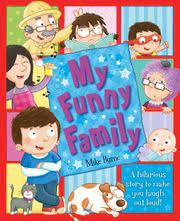 My
Funny
Family
Mike Byrne
A hilarious
story to make
you laugh
out loud!